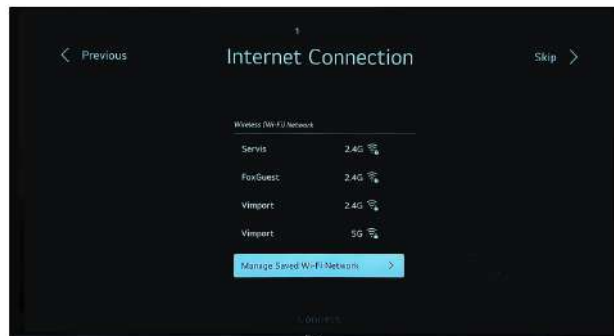 Previous
Internet Connection
Skip
Wireless (Wi-Fi) Network
Servis 2.4G
FoxGuest 2.4G
Vimport 2.4G
Vimport 5G
Manage Saved Wi-Fi Network